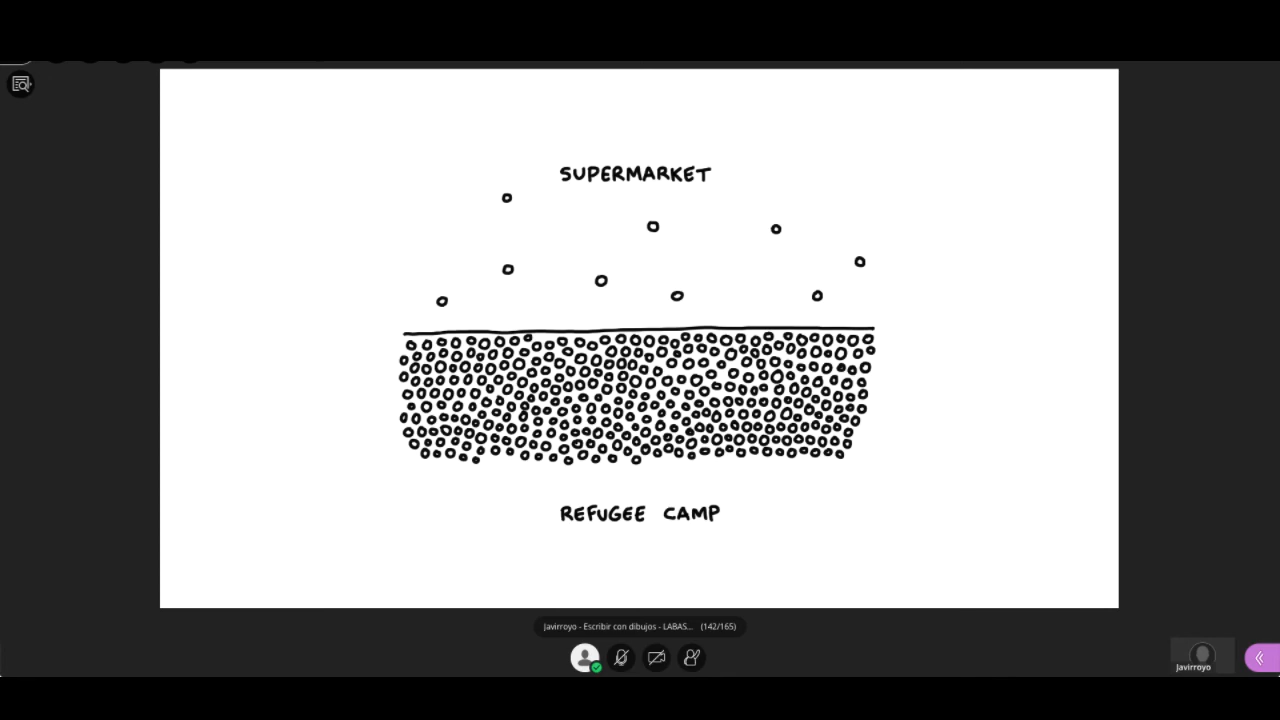 SUPERMARKET
REFUGEE CAMP
Javirroyo - Escribir con dibujos - LABAS... (142/165)
Javirroyo